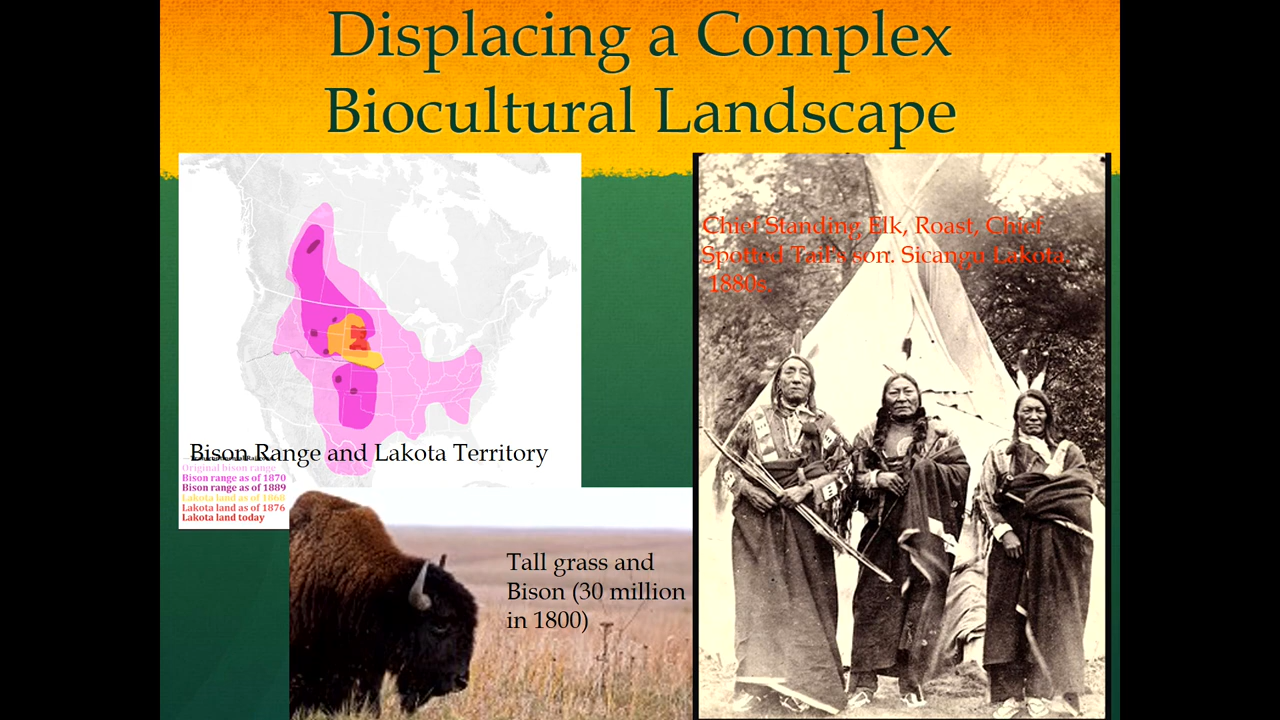 Displacing a Complex
Biocultural Landscape
Chief Standing Elk, Roast, Chief
Spotted Tail's son. Sicangu Lakota.
1880s.
Bison Range and Lakota Territory
Original bison range
Bison range as of 1870
Bison range as of 1889
Lakota land as of 1868
Lakota land as of 1876
Lakota land today
Tall grass and
Bison (30 million
in 1800)